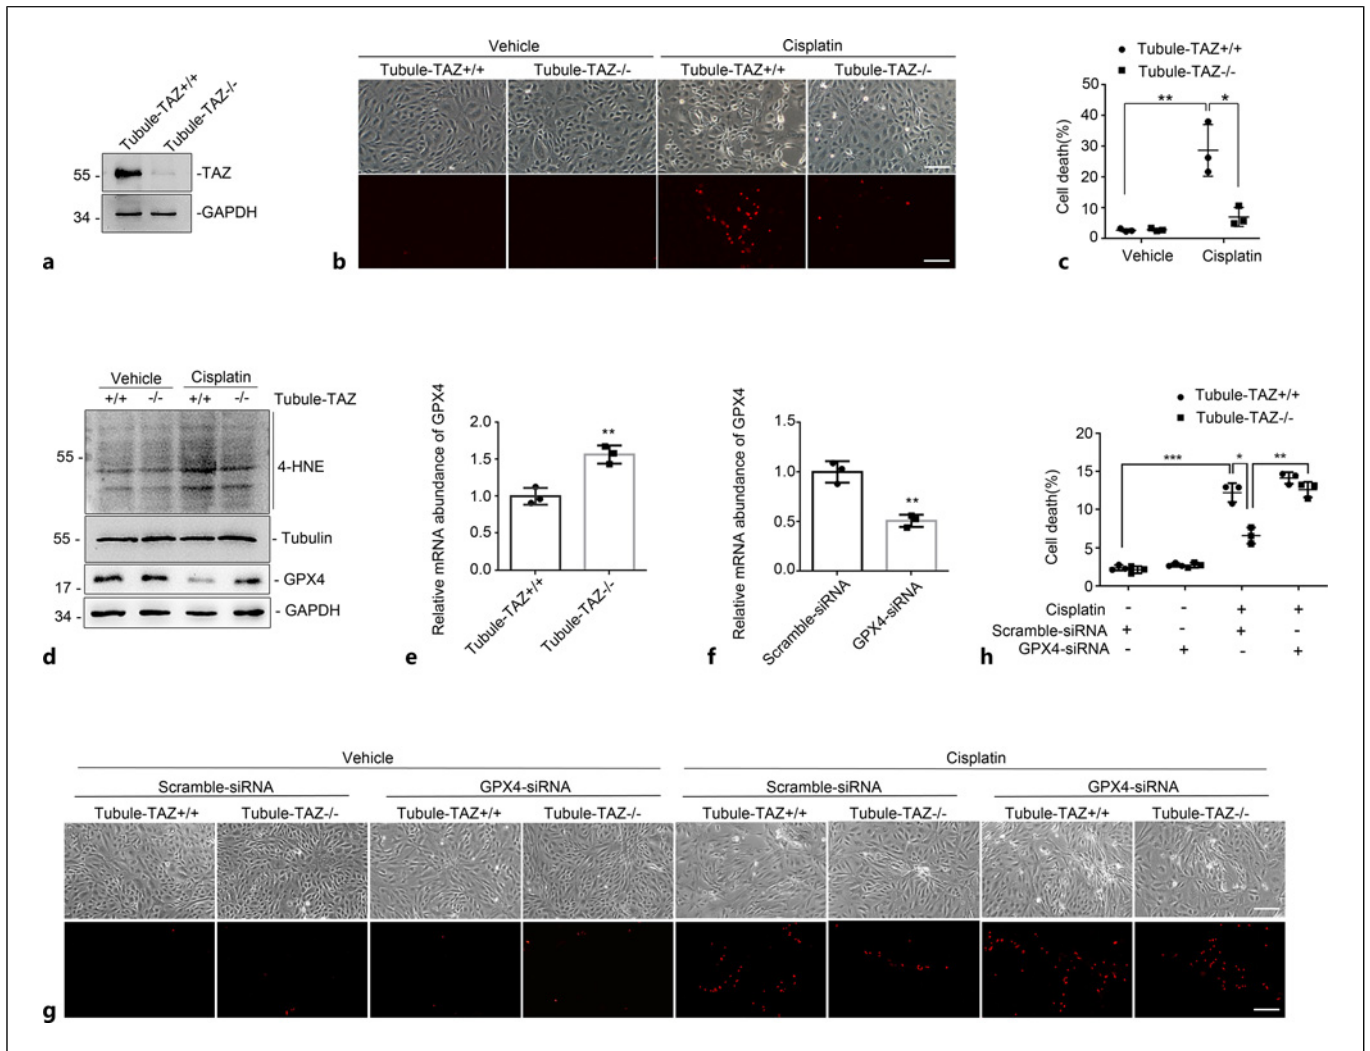 Tubule-TAZ+/+
Tubule-TAZ-/-
55 -
-TAZ
34 -
-GAPDH
a
Vehicle
Cisplatin
Tubule-TAZ+/+
Tubule-TAZ-/-
Tubule-TAZ+/+
Tubule-TAZ-/-
b
Tubule-TAZ+/+
Tubule-TAZ-/-
Cell death(%)
50
40
30
20
10
0
**
*
Vehicle
Cisplatin
c
Vehicle
Cisplatin
+/+ -/- +/+ -/-
Tubule-TAZ
55 -
4-HNE
55 -
- Tubulin
17 -
- GPX4
34 -
- GAPDH
d
Relative mRNA abundance of GPX4
2.0
1.5
1.0
0.5
0.0
**
Tubule-TAZ+/+
Tubule-TAZ-/-
e
Relative mRNA abundance of GPX4
1.5
1.0
0.5
0.0
**
Scramble-siRNA
GPX4-siRNA
f
Tubule-TAZ+/+
Tubule-TAZ-/-
Cell death(%)
20
15
10
5
0
***
*
**
Cisplatin - - + +
Scramble-siRNA + - + -
GPX4-siRNA - + - +
h
Vehicle
Cisplatin
Scramble-siRNA
GPX4-siRNA
Scramble-siRNA
GPX4-siRNA
Tubule-TAZ+/+
Tubule-TAZ-/-
Tubule-TAZ+/+
Tubule-TAZ-/-
Tubule-TAZ+/+
Tubule-TAZ-/-
Tubule-TAZ+/+
Tubule-TAZ-/-
g